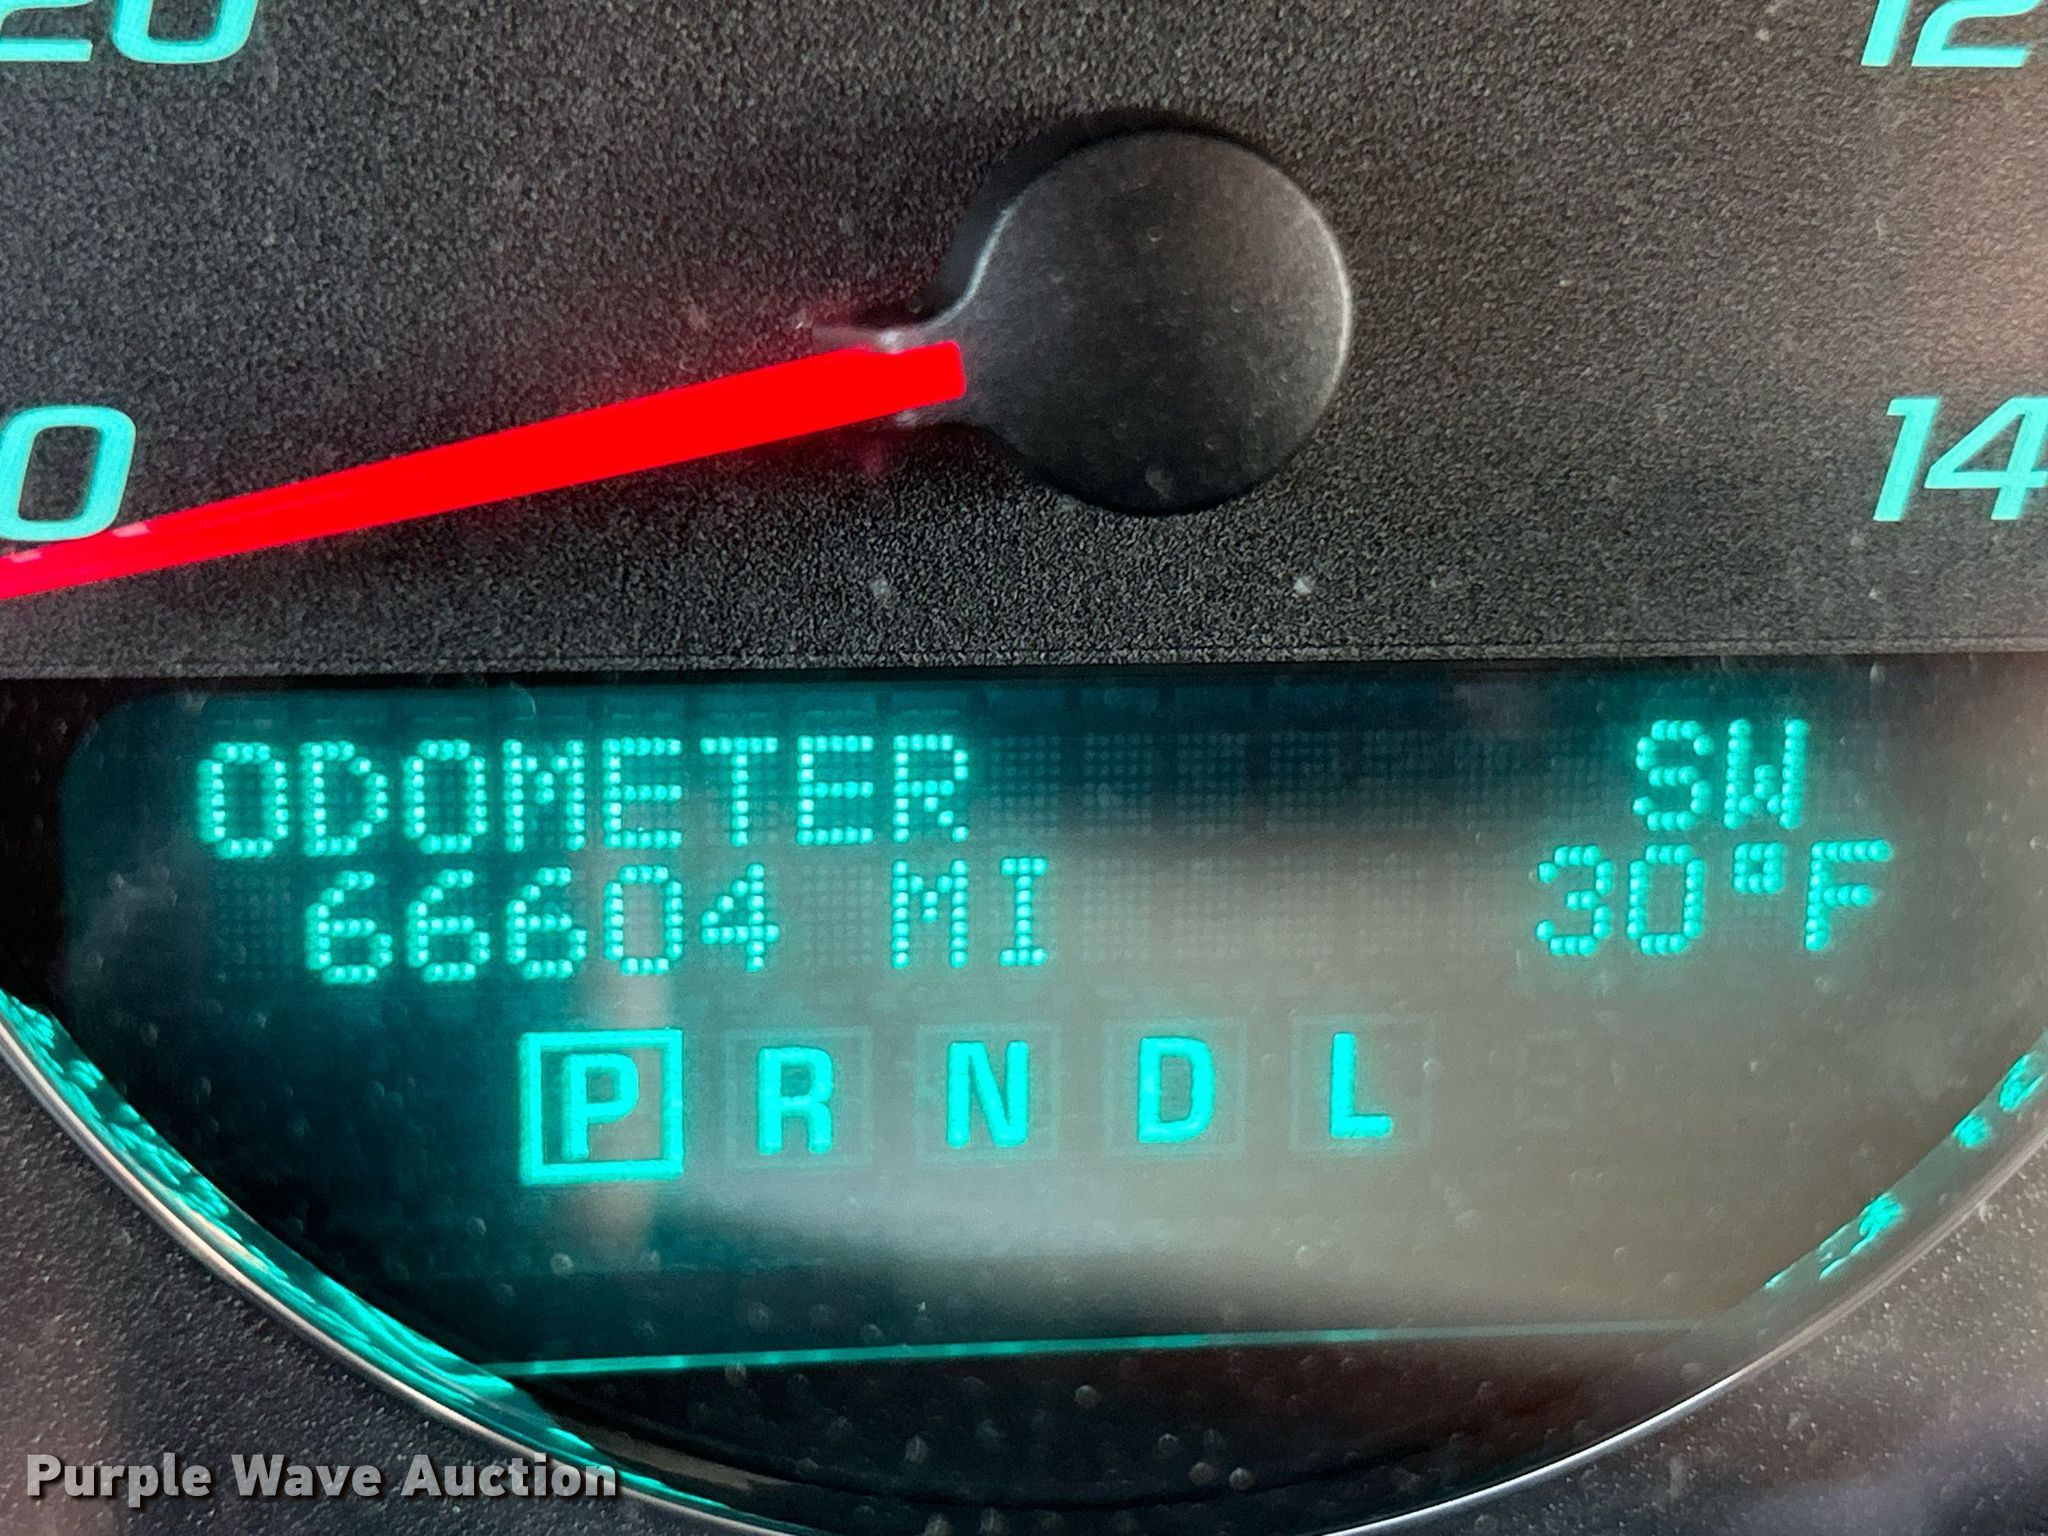 20
12
0
14
ODOMETER SW
66604 MI 30°F
P R N D L
Purple Wave Auction